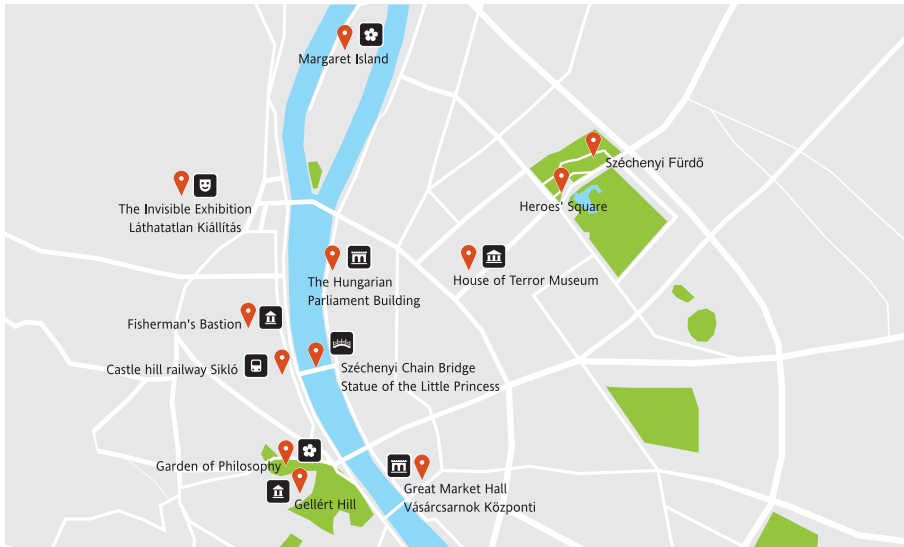 Margaret Island
Széchenyi Fürdő
The Invisible Exhibition
Láthatatlan Kiállítás
Heroes' Square
The Hungarian
Parliament Building
House of Terror Museum
Fisherman's Bastion
Castle hill railway Sikló
Széchenyi Chain Bridge
Statue of the Little Princess
Garden of Philosophy
Gellért Hill
Great Market Hall
Vásárcsarnok Központi